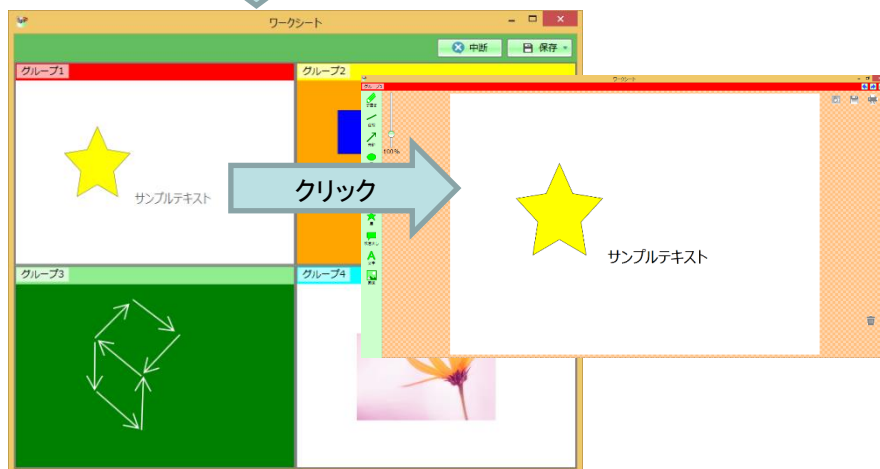 ワークシート
中断
保存
グループ1
グループ2
ワークシート
100%
サンプルテキスト
クリック
サンプルテキスト
グループ3
グループ4